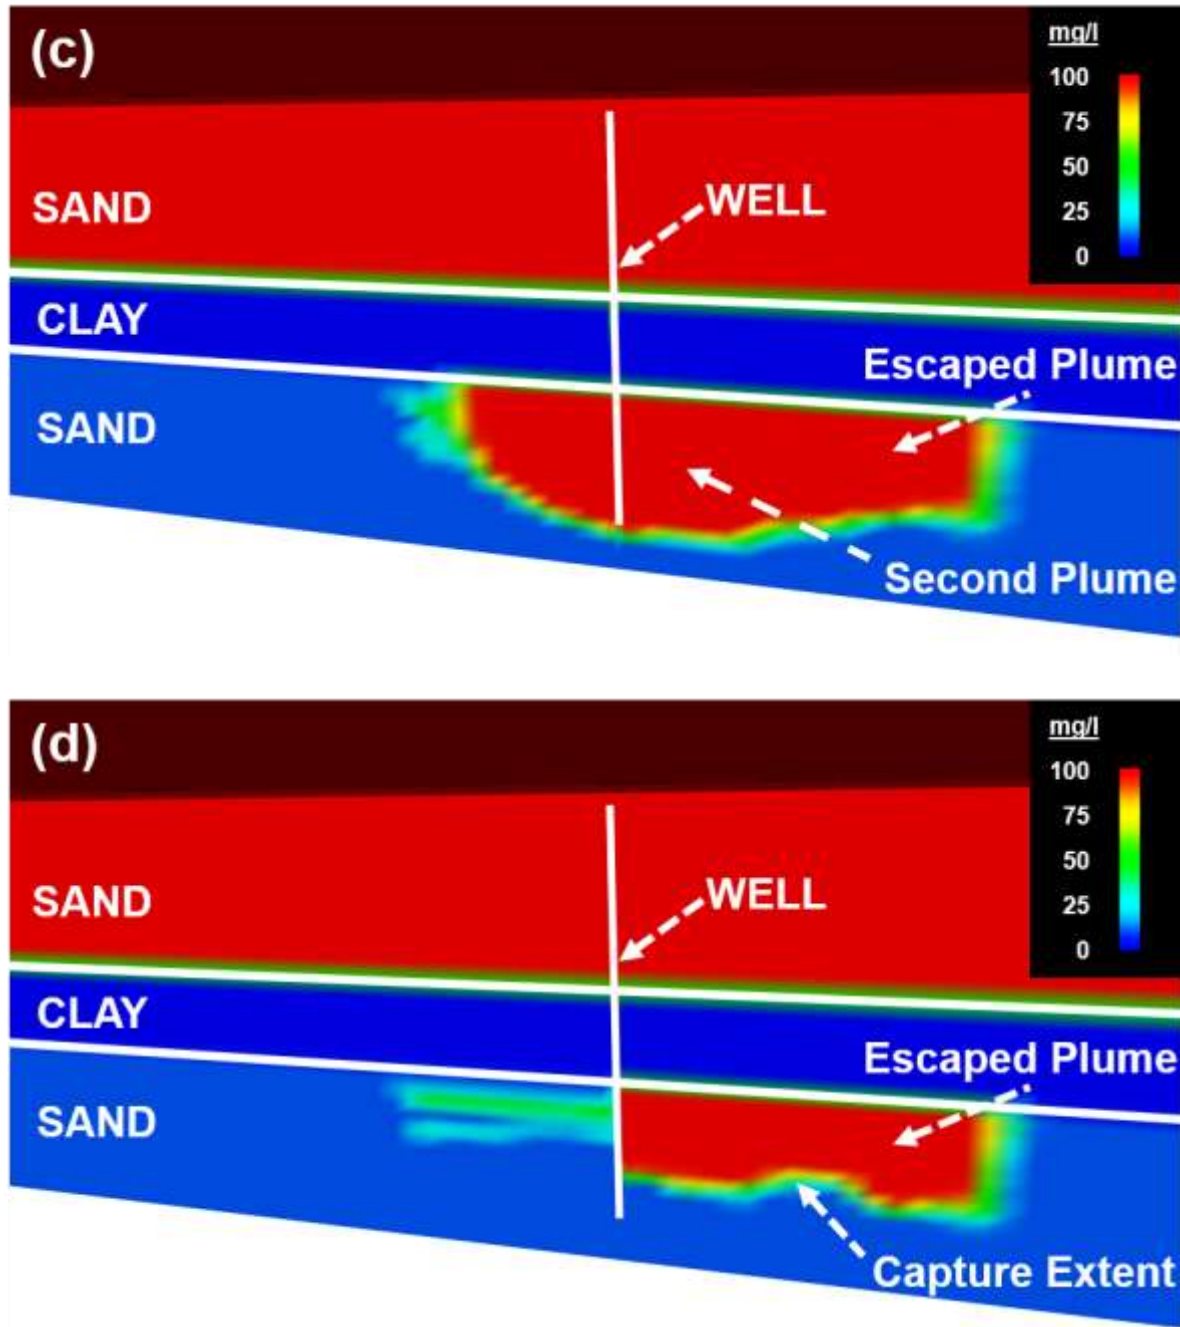 (c)
mg/l
100
75
50
25
0
SAND
WELL
CLAY
Escaped Plume
SAND
Second Plume
(d)
mg/l
100
75
50
25
0
SAND
WELL
CLAY
Escaped Plume
SAND
Capture Extent